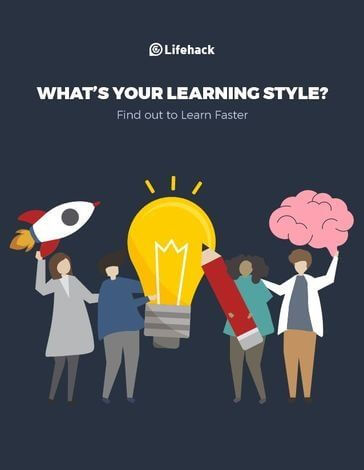 Lifehack
WHAT'S YOUR LEARNING STYLE?
Find out to Learn Faster